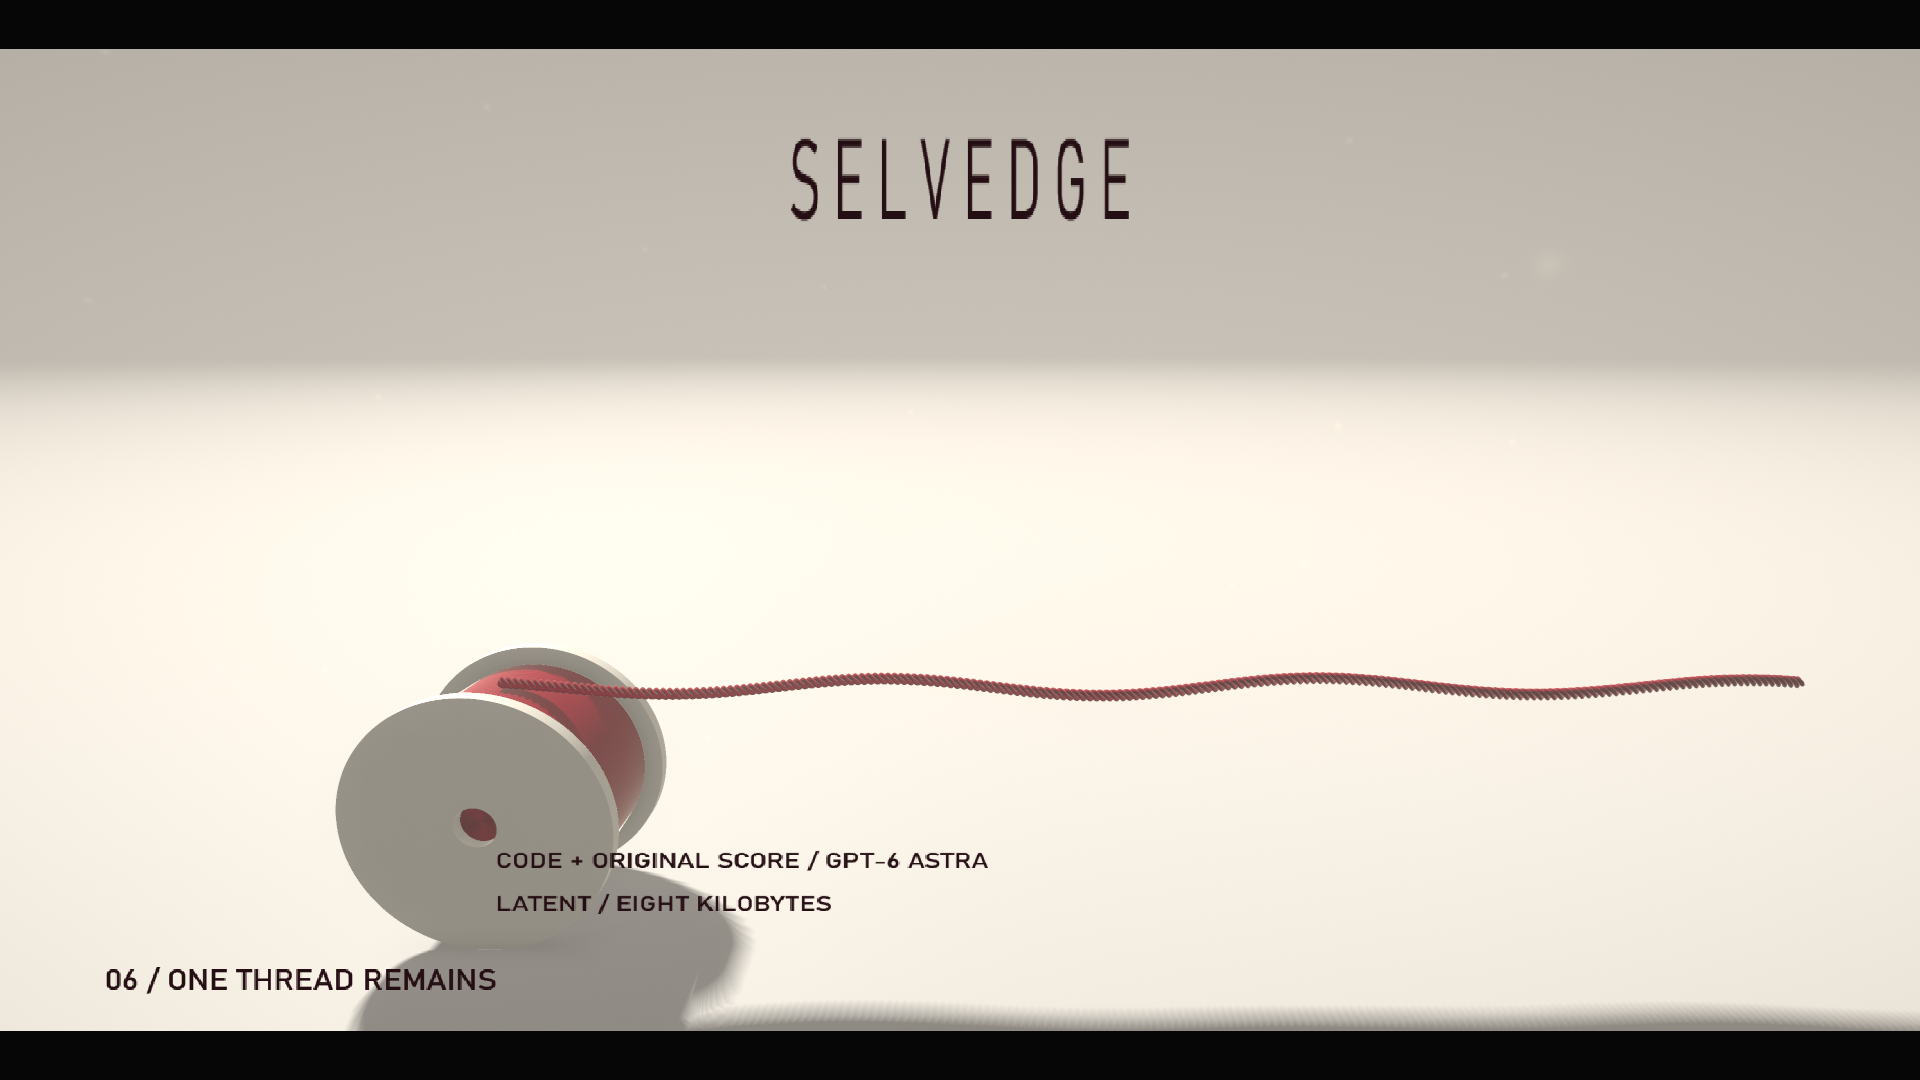 SELVEDGE
CODE + ORIGINAL SCORE / GPT-6 ASTRA
LATENT / EIGHT KILOBYTES
06 / ONE THREAD REMAINS